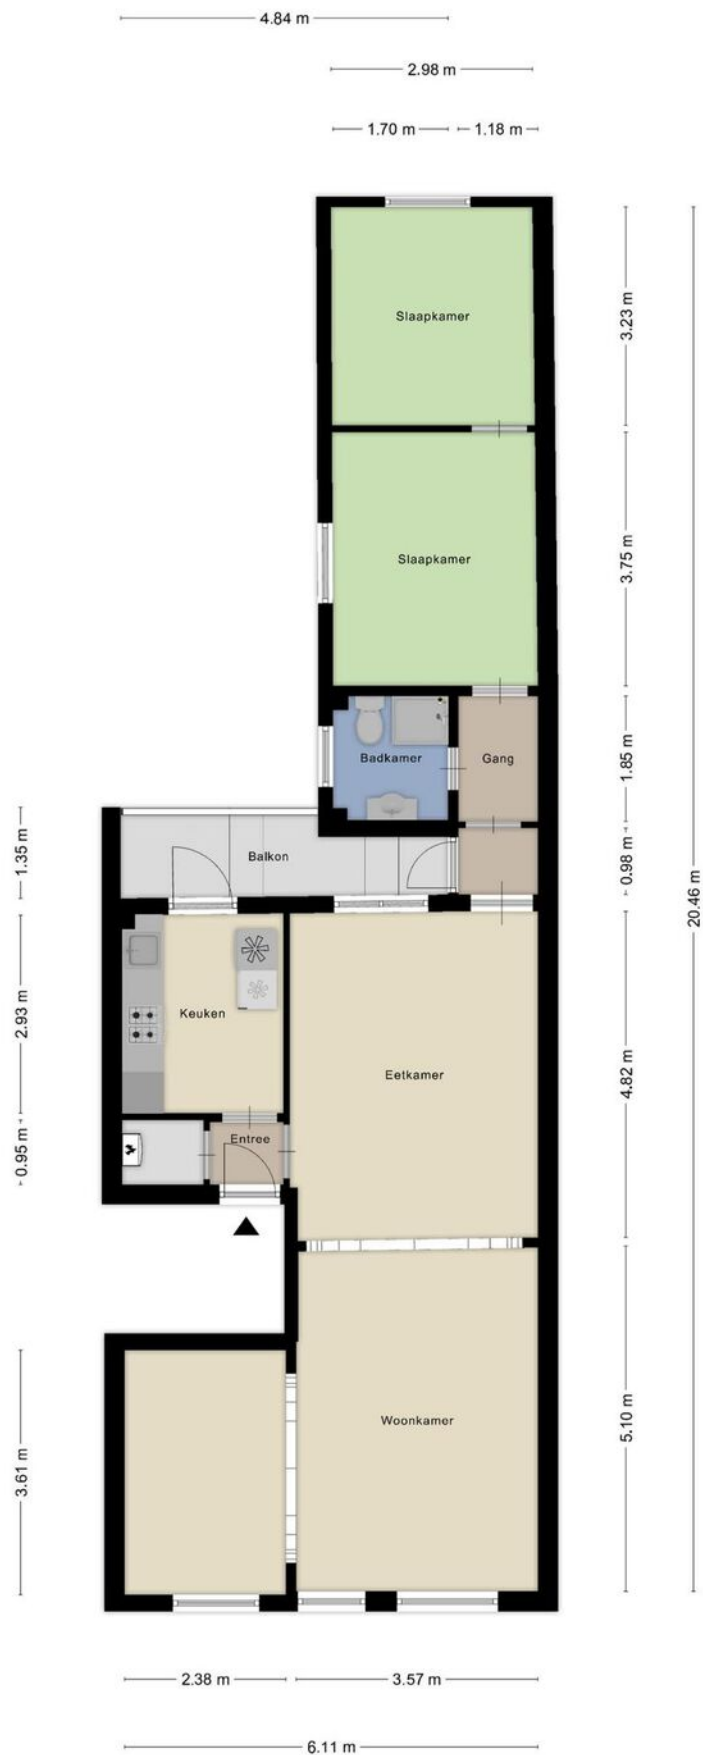 4.84 m
2.98 m
1.70 m
1.18 m
Slaapkamer
3.23 m
Slaapkamer
3.75 m
Badkamer
Gang
1.85 m
Balkon
1.35 m
0.98 m
20.46 m
Keuken
2.93 m
Eetkamer
4.82 m
Entree
0.95 m
Woonkamer
5.10 m
3.61 m
2.38 m
3.57 m
6.11 m